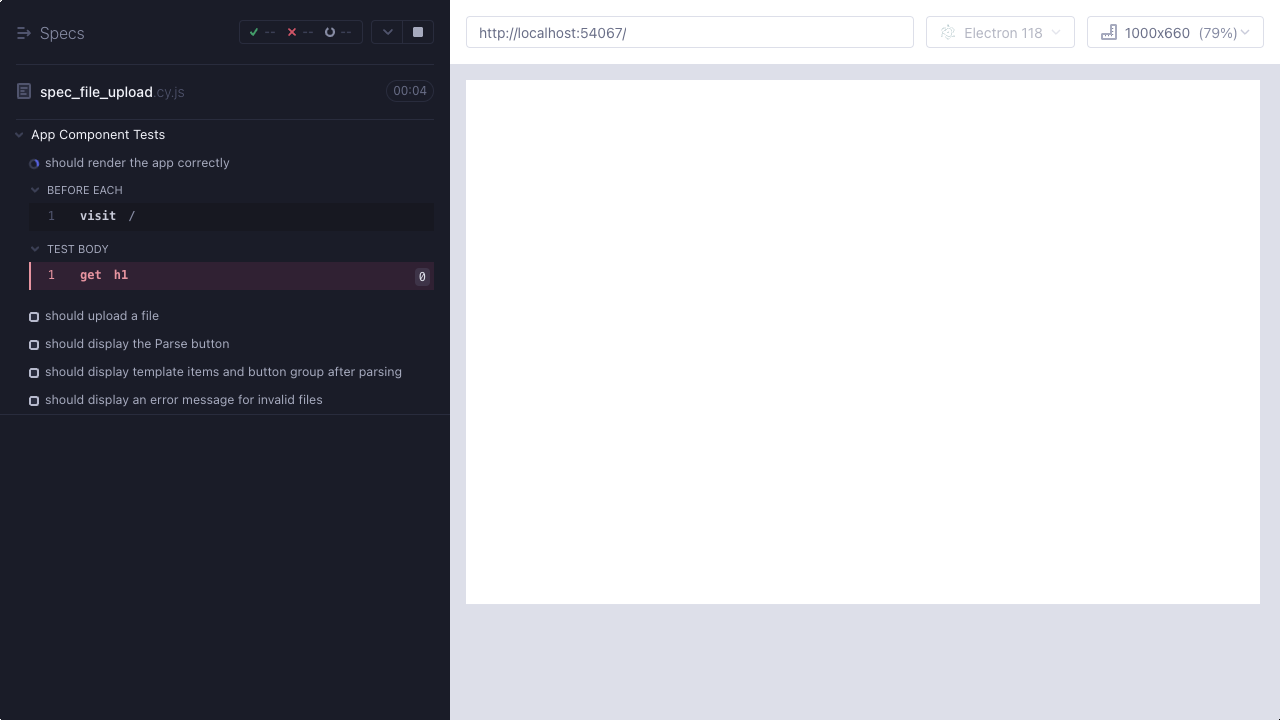 Specs
-- -- --
spec_file_upload.cy.js
00:04
App Component Tests
should render the app correctly
BEFORE EACH
1 visit /
TEST BODY
1 get h1 0
should upload a file
should display the Parse button
should display template items and button group after parsing
should display an error message for invalid files
http://localhost:54067/
Electron 118
1000x660 (79%)